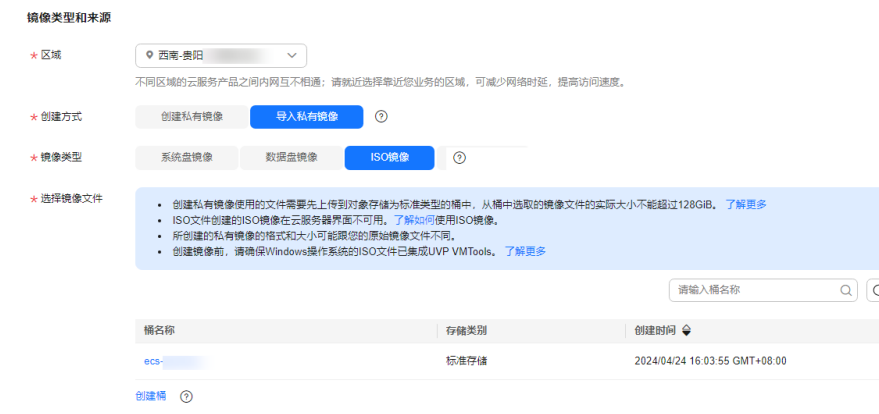 镜像类型和来源
* 区域 西南-贵阳
不同区域的云服务产品之间内网互不相通；请就近选择靠近您业务的区域，可减少网络时延，提高访问速度。
* 创建方式 创建私有镜像 导入私有镜像 ?
* 镜像类型 系统盘镜像 数据盘镜像 ISO镜像 ?
* 选择镜像文件
• 创建私有镜像使用的文件需要先上传到对象存储为标准类型的桶中，从桶中选取的镜像文件的实际大小不能超过128GiB。 了解更多
• ISO文件创建的ISO镜像在云服务器界面不可用。了解如何使用ISO镜像。
• 所创建的私有镜像的格式和大小可能跟您的原始镜像文件不同。
• 创建镜像前，请确保Windows操作系统的ISO文件已集成UVP VMTools。 了解更多
请输入桶名称
桶名称 存储类别 创建时间
ecs- 标准存储 2024/04/24 16:03:55 GMT+08:00
创建桶 ?